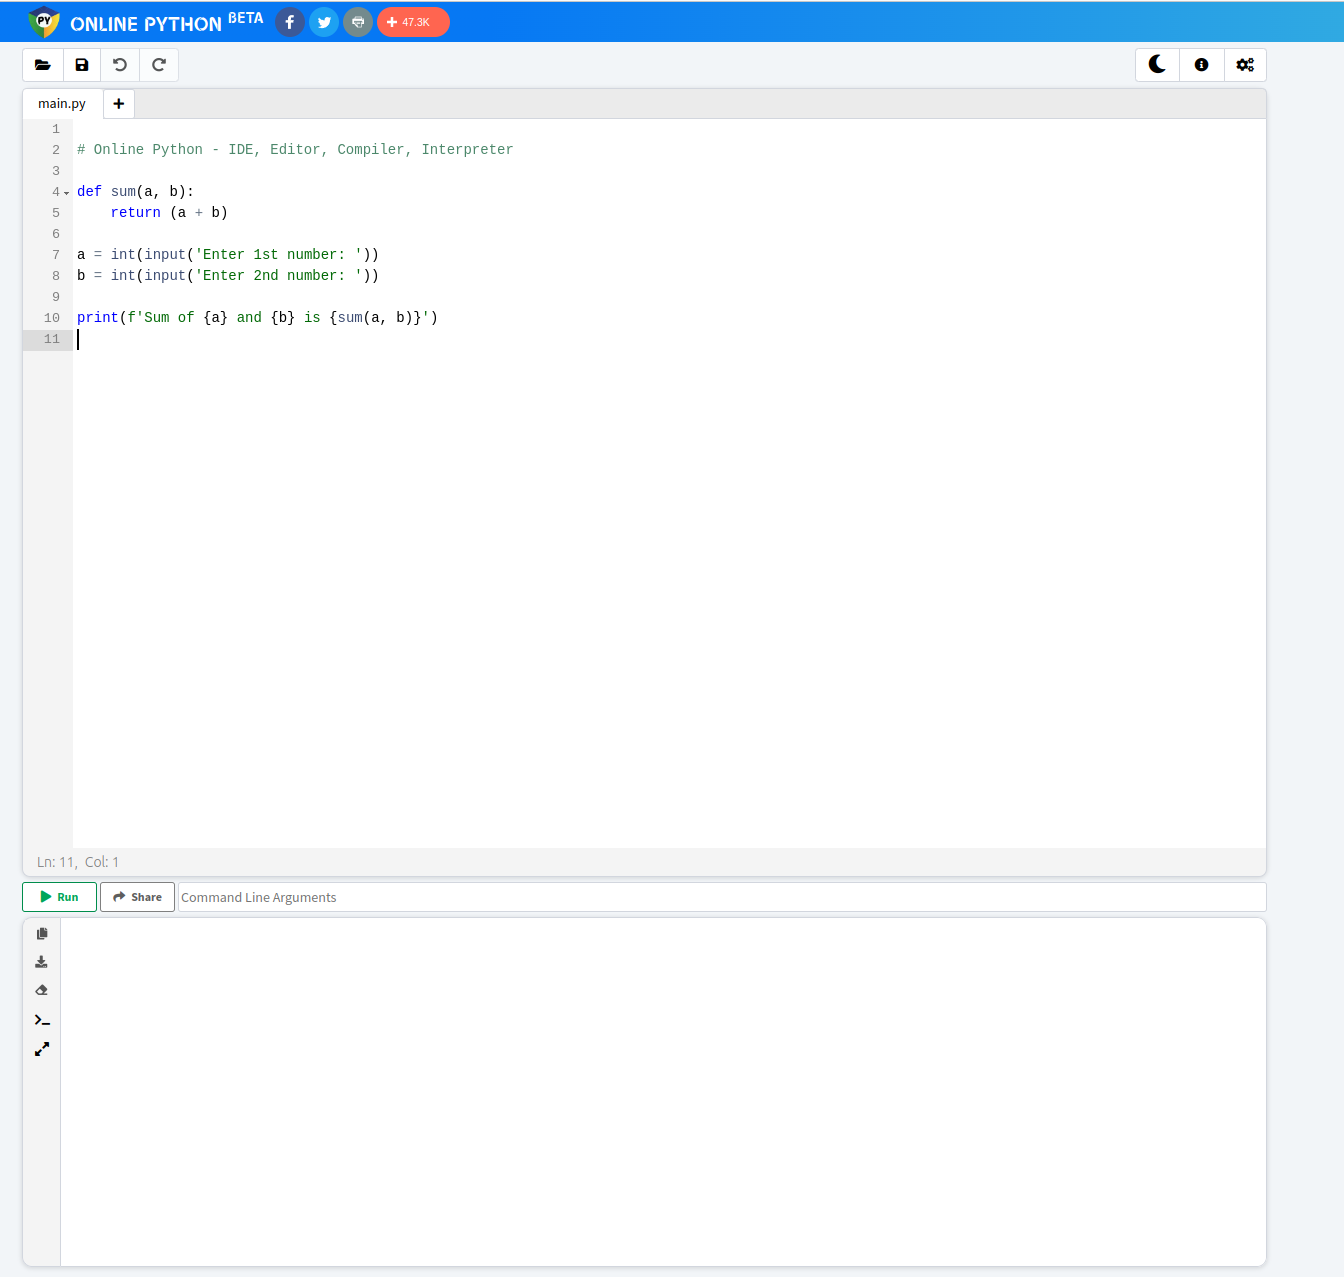 PY ONLINE PYTHON BETA f + 47.3K
main.py +
1
2 # Online Python - IDE, Editor, Compiler, Interpreter
3
4 def sum(a, b):
5     return (a + b)
6
7 a = int(input('Enter 1st number: '))
8 b = int(input('Enter 2nd number: '))
9
10 print(f'Sum of {a} and {b} is {sum(a, b)}')
11
Ln: 11, Col: 1
Run Share Command Line Arguments